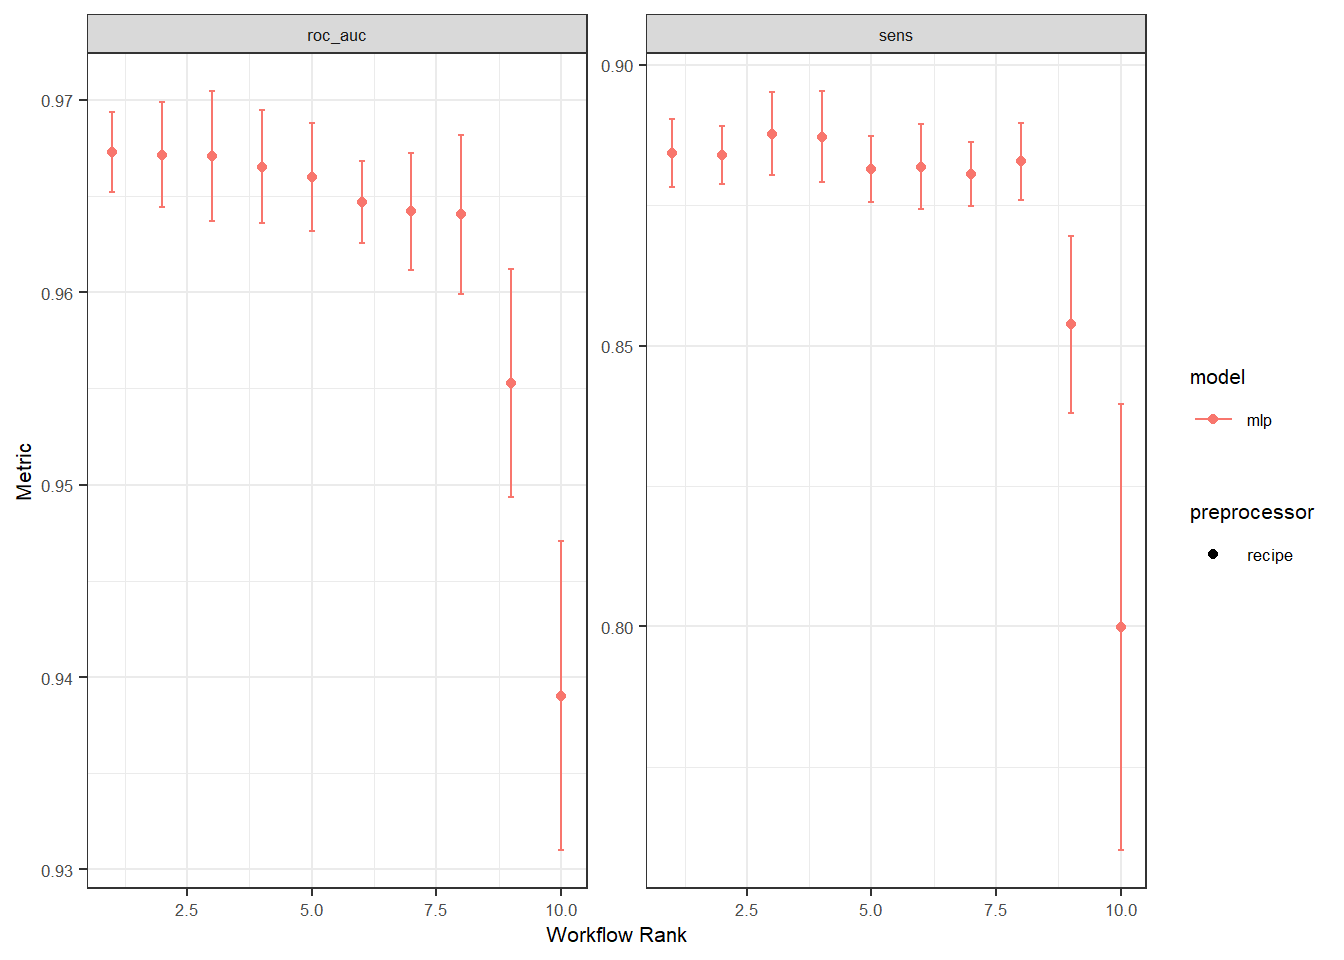 roc_auc
sens
0.97
0.96
0.95
0.94
0.93
0.90
0.85
0.80
2.5 5.0 7.5 10.0
2.5 5.0 7.5 10.0
Workflow Rank
Metric
model
mlp
preprocessor
recipe